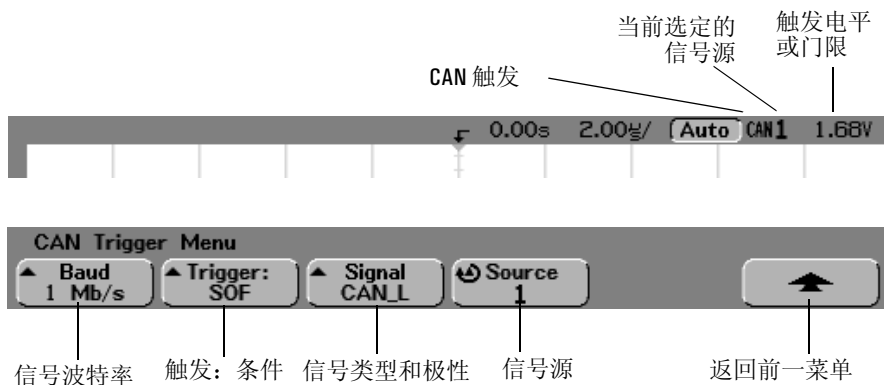 当前选定的
信号源
触发电平
或门限
CAN 触发
0.00s 2.00㎲/ Auto CAN1 1.68V
CAN Trigger Menu
Baud
1 Mb/s
Trigger:
SOF
Signal
CAN_L
Source
1
信号波特率 触发：条件 信号类型和极性 信号源 返回前一菜单